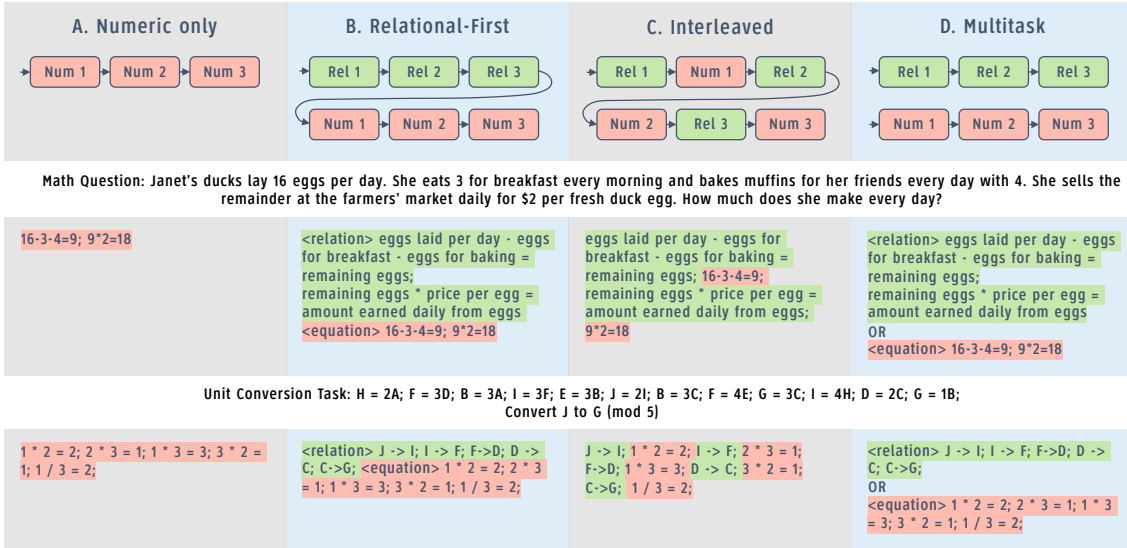 A. Numeric only
Num 1 Num 2 Num 3
B. Relational-First
Rel 1 Rel 2 Rel 3
Num 1 Num 2 Num 3
C. Interleaved
Rel 1 Num 1 Rel 2
Num 2 Rel 3 Num 3
D. Multitask
Rel 1 Rel 2 Rel 3
Num 1 Num 2 Num 3
Math Question: Janet's ducks lay 16 eggs per day. She eats 3 for breakfast every morning and bakes muffins for her friends every day with 4. She sells the
remainder at the farmers' market daily for $2 per fresh duck egg. How much does she make every day?
16-3-4=9; 9*2=18
<relation> eggs laid per day - eggs
for breakfast - eggs for baking =
remaining eggs;
remaining eggs * price per egg =
amount earned daily from eggs
<equation> 16-3-4=9; 9*2=18
eggs laid per day - eggs for
breakfast - eggs for baking =
remaining eggs; 16-3-4=9;
remaining eggs * price per egg =
amount earned daily from eggs;
9*2=18
<relation> eggs laid per day - eggs
for breakfast - eggs for baking =
remaining eggs;
remaining eggs * price per egg =
amount earned daily from eggs
OR
<equation> 16-3-4=9; 9*2=18
Unit Conversion Task: H = 2A; F = 3D; B = 3A; I = 3F; E = 3B; J = 2I; B = 3C; F = 4E; G = 3C; I = 4H; D = 2C; G = 1B;
Convert J to G (mod 5)
1 * 2 = 2; 2 * 3 = 1; 1 * 3 = 3; 3 * 2 =
1; 1 / 3 = 2;
<relation> J -> I; I -> F; F->D; D ->
C; C->G; <equation> 1 * 2 = 2; 2 * 3
= 1; 1 * 3 = 3; 3 * 2 = 1; 1 / 3 = 2;
J -> I; 1 * 2 = 2; I -> F; 2 * 3 = 1;
F->D; 1 * 3 = 3; D -> C; 3 * 2 = 1;
C->G; 1 / 3 = 2;
<relation> J -> I; I -> F; F->D; D ->
C; C->G;
OR
<equation> 1 * 2 = 2; 2 * 3 = 1; 1 * 3
= 3; 3 * 2 = 1; 1 / 3 = 2;